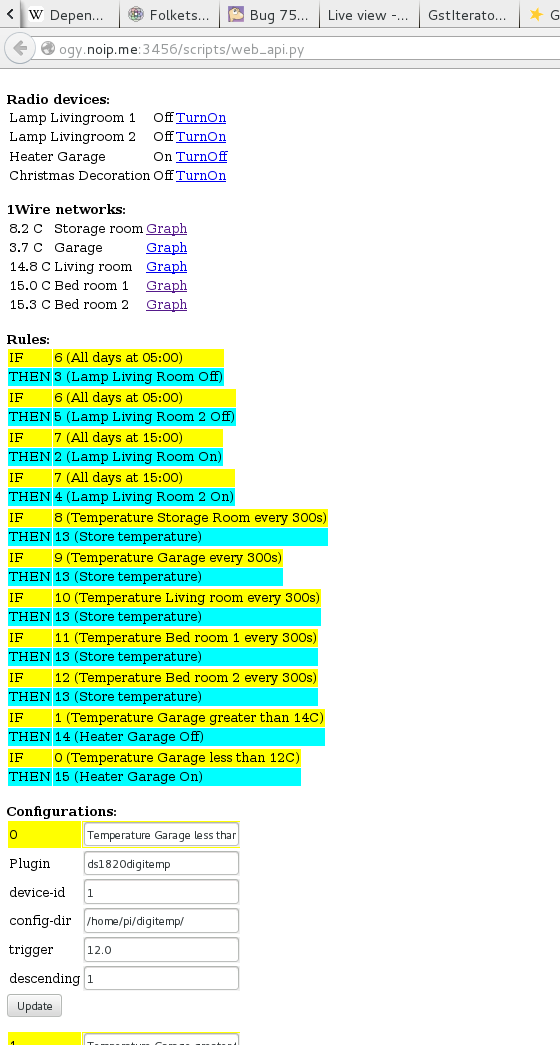 W Depen...
Folkets...
Bug 75...
Live view -...
GstIterato...
G
ogy.noip.me:3456/scripts/web_api.py
Radio devices:
Lamp Livingroom 1 Off TurnOn
Lamp Livingroom 2 Off TurnOn
Heater Garage On TurnOff
Christmas Decoration Off TurnOn
1Wire networks:
8.2 C Storage room Graph
3.7 C Garage Graph
14.8 C Living room Graph
15.0 C Bed room 1 Graph
15.3 C Bed room 2 Graph
Rules:
IF 6 (All days at 05:00)
THEN 3 (Lamp Living Room Off)
IF 6 (All days at 05:00)
THEN 5 (Lamp Living Room 2 Off)
IF 7 (All days at 15:00)
THEN 2 (Lamp Living Room On)
IF 7 (All days at 15:00)
THEN 4 (Lamp Living Room 2 On)
IF 8 (Temperature Storage Room every 300s)
THEN 13 (Store temperature)
IF 9 (Temperature Garage every 300s)
THEN 13 (Store temperature)
IF 10 (Temperature Living room every 300s)
THEN 13 (Store temperature)
IF 11 (Temperature Bed room 1 every 300s)
THEN 13 (Store temperature)
IF 12 (Temperature Bed room 2 every 300s)
THEN 13 (Store temperature)
IF 1 (Temperature Garage greater than 14C)
THEN 14 (Heater Garage Off)
IF 0 (Temperature Garage less than 12C)
THEN 15 (Heater Garage On)
Configurations:
0 Temperature Garage less than
Plugin ds1820digitemp
device-id 1
config-dir /home/pi/digitemp/
trigger 12.0
descending 1
Update
1 Temperature Garage greater